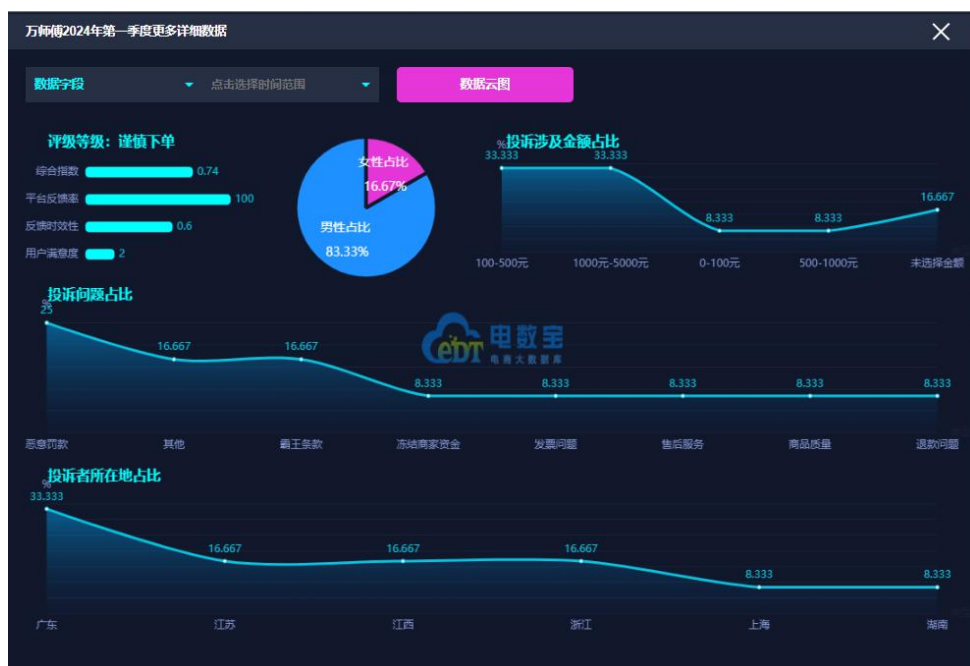 万师傅2024年第一季度更多详细数据
数据字段
点击选择时间范围
数据云图
评级等级：谨慎下单
综合指数 0.74
平台反馈率 100
反馈时效性 0.6
用户满意度 2
女性占比
16.67%
男性占比
83.33%
投诉涉及金额占比
%
33.333 33.333 8.333 8.333 16.667
100-500元 1000元-5000元 0-100元 500-1000元 未选择金额
投诉问题占比
%
25 16.667 16.667 8.333 8.333 8.333 8.333 8.333
恶意罚款 其他 霸王条款 冻结商家资金 发票问题 售后服务 商品质量 退款问题
eDT 电数宝
电商大数据库
投诉者所在地占比
%
33.333 16.667 16.667 16.667 8.333 8.333
广东 江苏 江西 浙江 上海 湖南